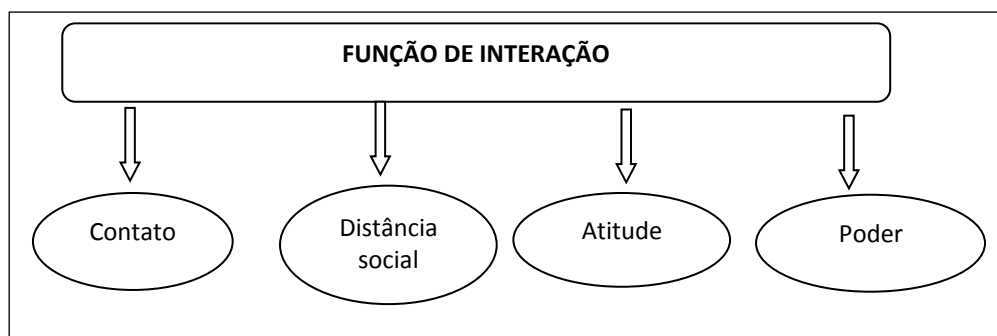 FUNÇÃO DE INTERAÇÃO
Contato
Distância
social
Atitude
Poder